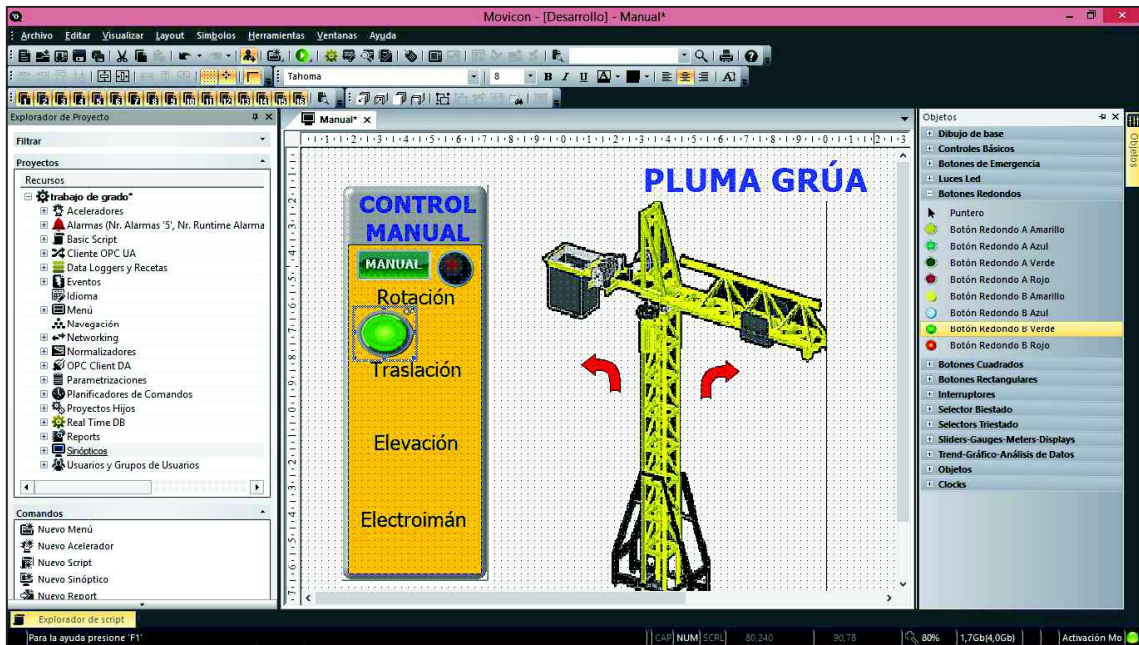 Movicon - [Desarrollo] - Manual*
Archivo Editar Visualizar Layout Simbolos Herramientas Ventanas Ayuda
Tahoma 8 B I U A A
Explorador de Proyecto
Manual*
Objetos
Filtrar
Proyectos
Recursos
trabajo de grado*
Aceleradores
Alarmas (Nr. Alarmas '5', Nr. Runtime Alarma
Basic Script
Cliente OPC UA
Data Loggers y Recetas
Eventos
Idioma
Menú
Navegación
Networking
Normalizadores
OPC Client DA
Parametrizaciones
Planificadores de Comandos
Proyectos Hijos
Real Time DB
Reports
Sinópticos
Usuarios y Grupos de Usuarios
Comandos
Nuevo Menú
Nuevo Acelerador
Nuevo Script
Nuevo Sinóptico
Nuevo Report
CONTROL
MANUAL
MANUAL
Rotación
Traslación
Elevación
Electroimán
PLUMA GRÚA
Dibujo de base
Controles Básicos
Botones de Emergencia
Luces Led
Botones Redondos
Puntero
Botón Redondo A Amarillo
Botón Redondo A Azul
Botón Redondo A Verde
Botón Redondo A Rojo
Botón Redondo B Amarillo
Botón Redondo B Azul
Botón Redondo B Verde
Botón Redondo B Rojo
Botones Cuadrados
Botones Rectangulares
Interruptores
Selector Biestado
Selectors Triestado
Sliders-Gauges-Meters-Displays
Trend-Gráfico-Análisis de Datos
Objetos
Clocks
Objetos
Explorador de script
Para la ayuda presione 'F1'
CAP NUM SCRL 80,240 90,78 80% 1,7Gb(4,0Gb) Activación Mo